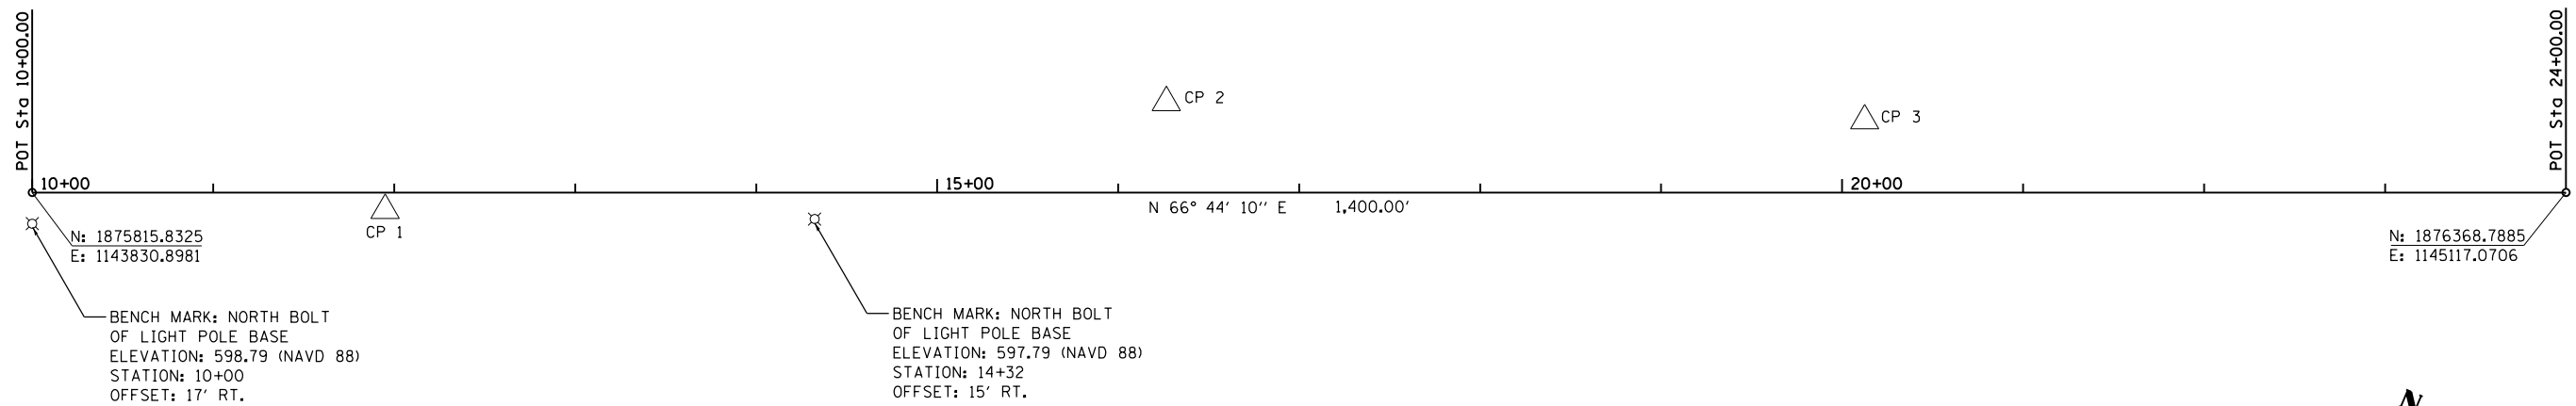 POT Sta 10+00.00
POT Sta 24+00.00
CP 2
CP 3
10+00
15+00
20+00
N 66° 44' 10'' E 1,400.00'
CP 1
N: 1875815.8325
E: 1143830.8981
N: 1876368.7885
E: 1145117.0706
BENCH MARK: NORTH BOLT
OF LIGHT POLE BASE
ELEVATION: 598.79 (NAVD 88)
STATION: 10+00
OFFSET: 17' RT.
BENCH MARK: NORTH BOLT
OF LIGHT POLE BASE
ELEVATION: 597.79 (NAVD 88)
STATION: 14+32
OFFSET: 15' RT.